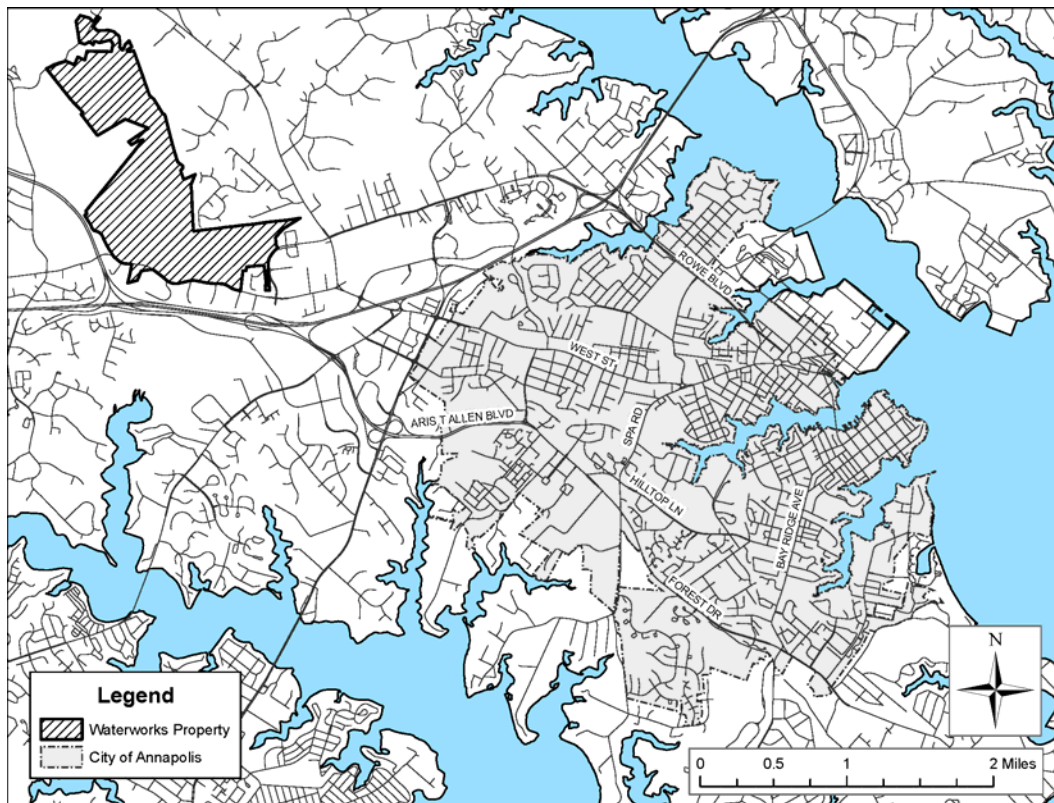 ROWE BLVD
WEST ST
ARIS T ALLEN BLVD
SPA RD
HILLTOP LN
BAY RIDGE AVE
FOREST DR
N
Legend
Waterworks Property
City of Annapolis
0 0.5 1 2 Miles